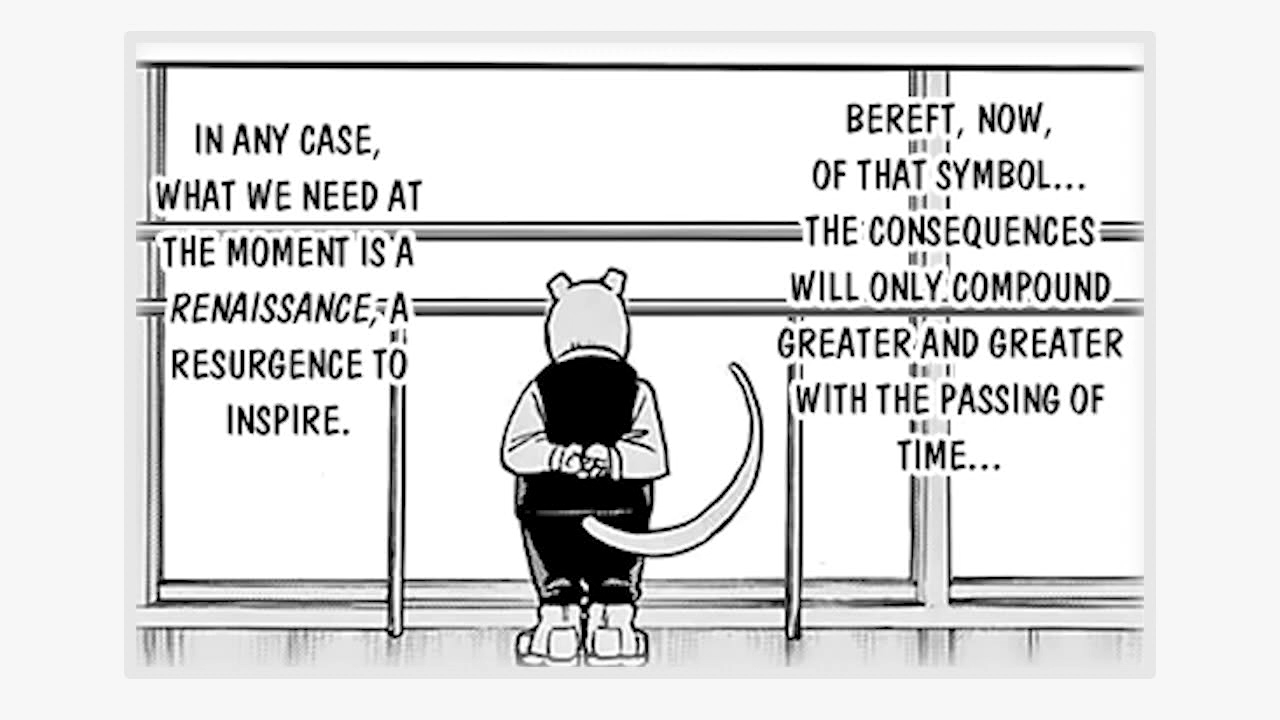 BEREFT, NOW,
OF THAT SYMBOL...
THE CONSEQUENCES
WILL ONLY COMPOUND
GREATER AND GREATER
WITH THE PASSING OF
TIME...
IN ANY CASE,
WHAT WE NEED AT
THE MOMENT IS A
RENAISSANCE, A
RESURGENCE TO
INSPIRE.